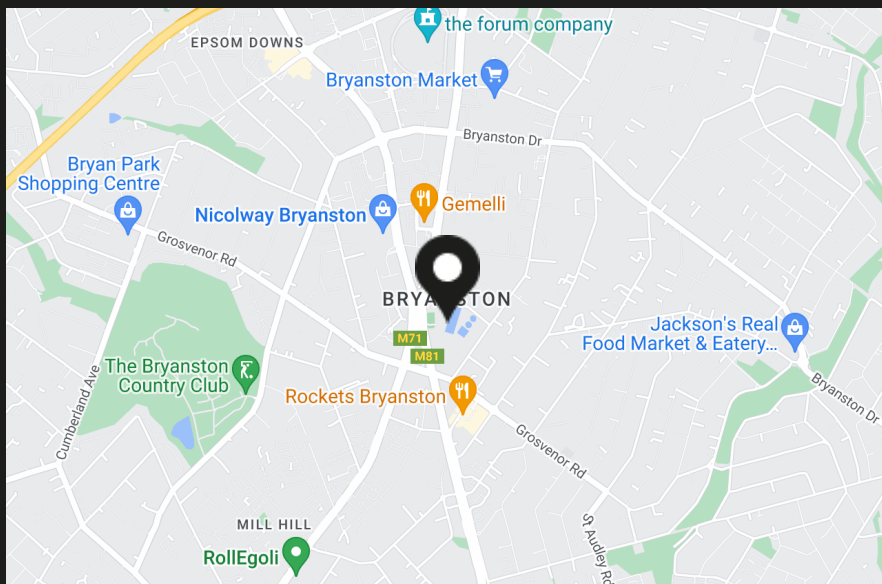 the forum company
EPSOM DOWNS
Bryanston Market
Bryanston Dr
Bryan Park
Shopping Centre
Nicolway Bryanston
Gemelli
Grosvenor Rd
BRYANSTON
M71
M81
Jackson's Real
Food Market & Eatery...
The Bryanston
Country Club
Rockets Bryanston
Cumberland Ave
Bryanston Dr
Grosvenor Rd
MILL HILL
St Audley Rd
RollEgoli